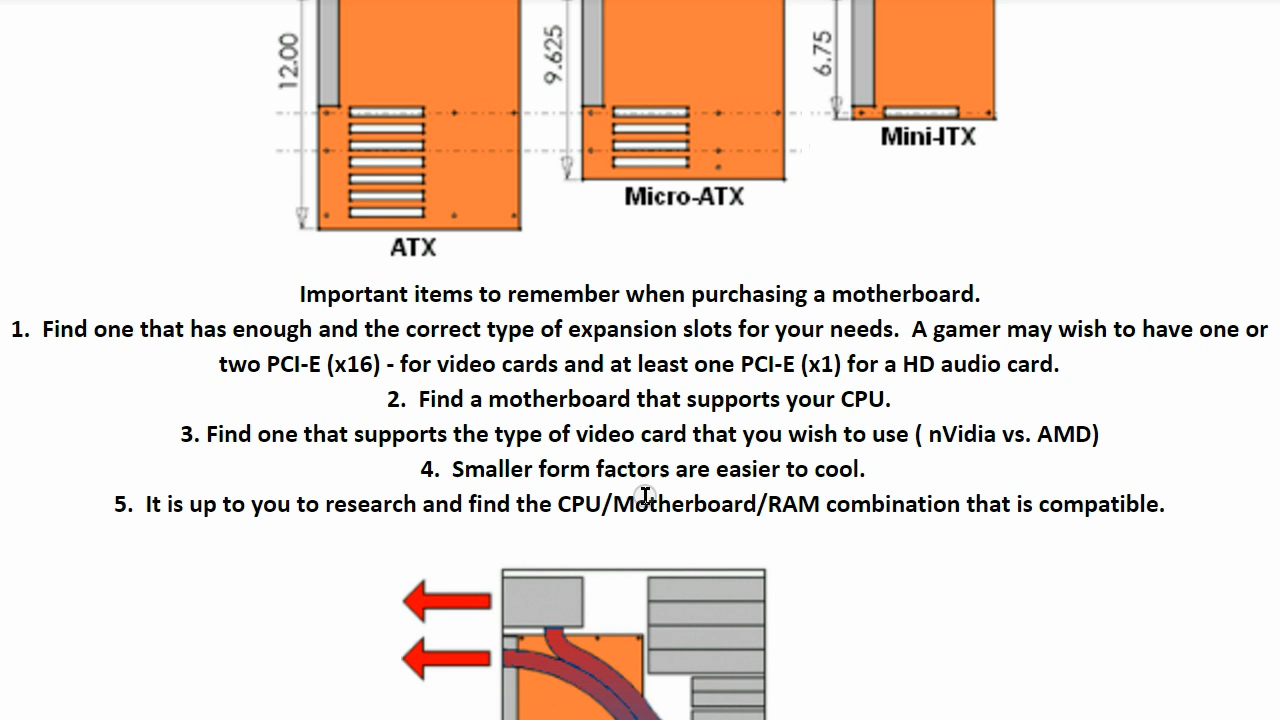 12.00
9.625
6.75
Mini-ITX
Micro-ATX
ATX
Important items to remember when purchasing a motherboard.
1.  Find one that has enough and the correct type of expansion slots for your needs.  A gamer may wish to have one or
two PCI-E (x16) - for video cards and at least one PCI-E (x1) for a HD audio card.
2.  Find a motherboard that supports your CPU.
3. Find one that supports the type of video card that you wish to use ( nVidia vs. AMD)
4.  Smaller form factors are easier to cool.
5.  It is up to you to research and find the CPU/Motherboard/RAM combination that is compatible.